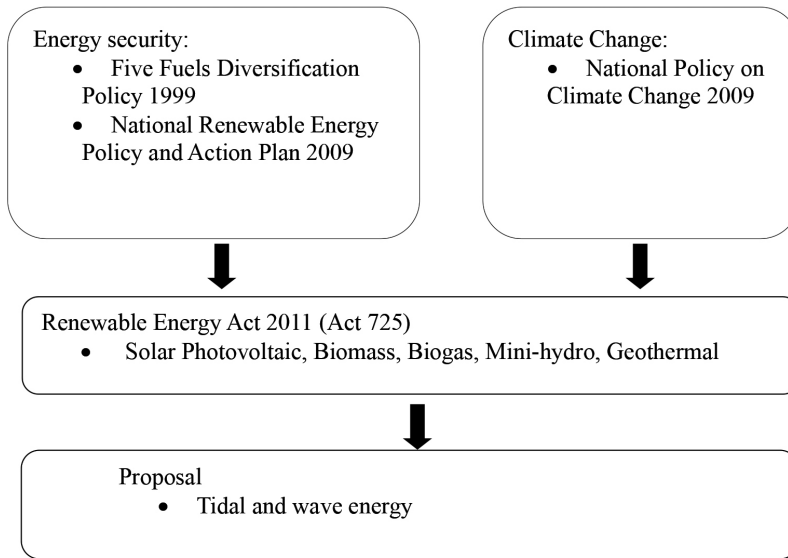 Energy security:
• Five Fuels Diversification
Policy 1999
• National Renewable Energy
Policy and Action Plan 2009
Climate Change:
• National Policy on
Climate Change 2009
Renewable Energy Act 2011 (Act 725)
• Solar Photovoltaic, Biomass, Biogas, Mini-hydro, Geothermal
Proposal
• Tidal and wave energy